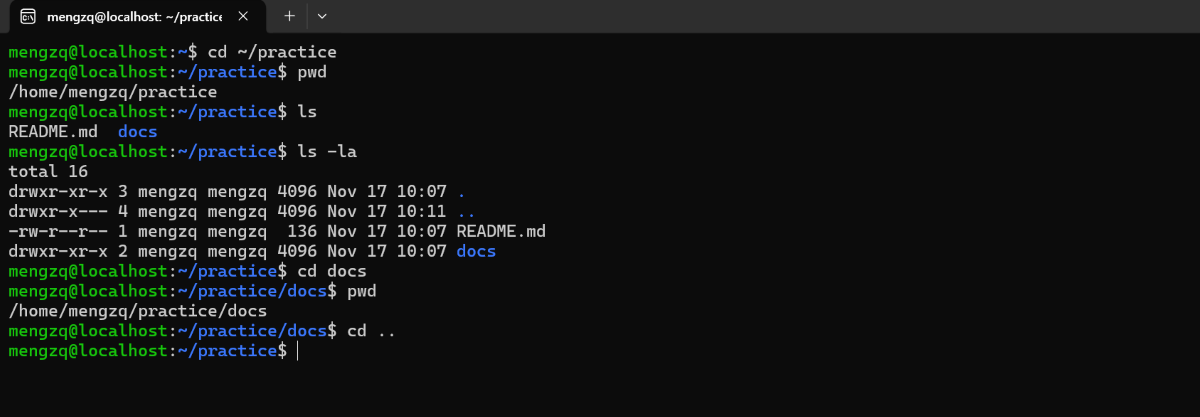 mengzq@localhost: ~/practice
mengzq@localhost:~$ cd ~/practice
mengzq@localhost:~/practice$ pwd
/home/mengzq/practice
mengzq@localhost:~/practice$ ls
README.md  docs
mengzq@localhost:~/practice$ ls -la
total 16
drwxr-xr-x 3 mengzq mengzq 4096 Nov 17 10:07 .
drwxr-x--- 4 mengzq mengzq 4096 Nov 17 10:11 ..
-rw-r--r-- 1 mengzq mengzq  136 Nov 17 10:07 README.md
drwxr-xr-x 2 mengzq mengzq 4096 Nov 17 10:07 docs
mengzq@localhost:~/practice$ cd docs
mengzq@localhost:~/practice/docs$ pwd
/home/mengzq/practice/docs
mengzq@localhost:~/practice/docs$ cd ..
mengzq@localhost:~/practice$